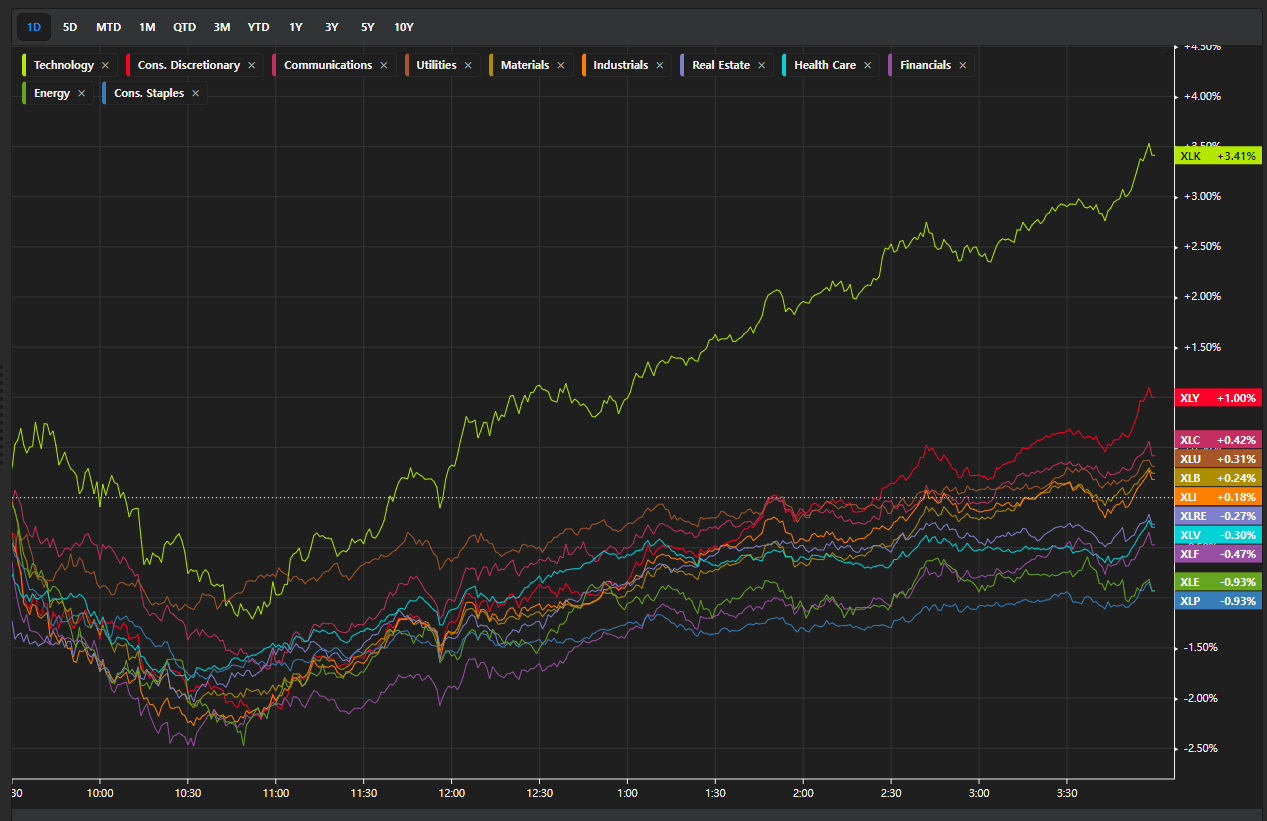 1D 5D MTD 1M QTD 3M YTD 1Y 3Y 5Y 10Y
Technology × Cons. Discretionary × Communications × Utilities × Materials × Industrials × Real Estate × Health Care × Financials ×
Energy × Cons. Staples ×
+4.50%
+4.00%
+3.50%
XLK +3.41%
+3.00%
+2.50%
+2.00%
+1.50%
XLY +1.00%
XLC +0.42%
XLU +0.31%
XLB +0.24%
XLI +0.18%
XLRE -0.27%
XLV -0.30%
XLF -0.47%
XLE -0.93%
XLP -0.93%
-1.50%
-2.00%
-2.50%
30 10:00 10:30 11:00 11:30 12:00 12:30 1:00 1:30 2:00 2:30 3:00 3:30